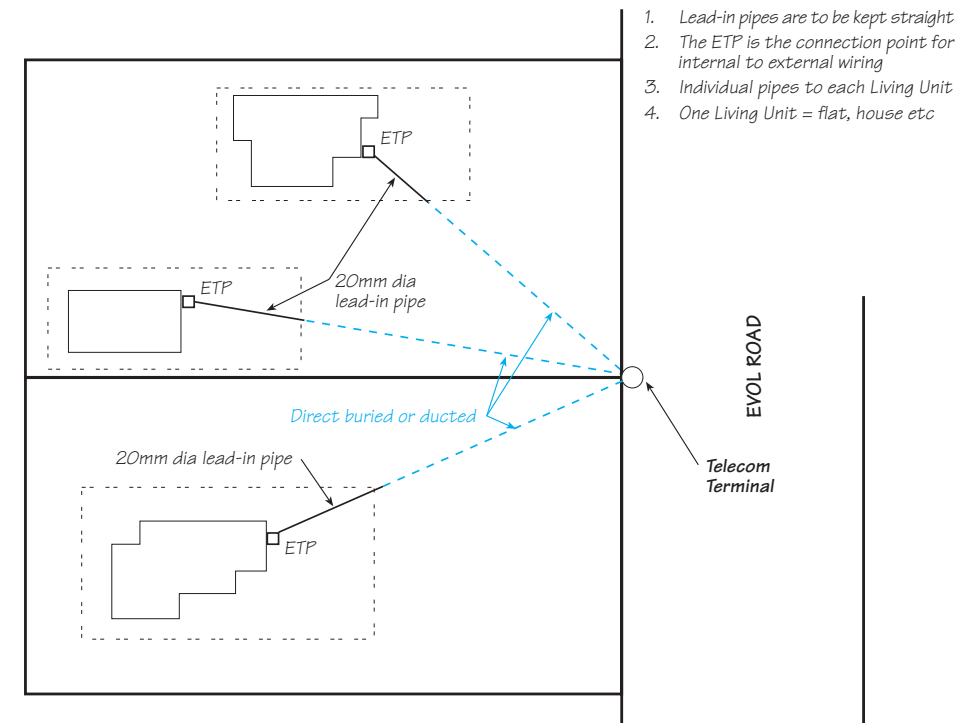 1. Lead-in pipes are to be kept straight
2. The ETP is the connection point for
internal to external wiring
3. Individual pipes to each Living Unit
4. One Living Unit = flat, house etc
ETP
20mm dia
lead-in pipe
ETP
EVOL ROAD
Direct buried or ducted
20mm dia lead-in pipe
Telecom
Terminal
ETP